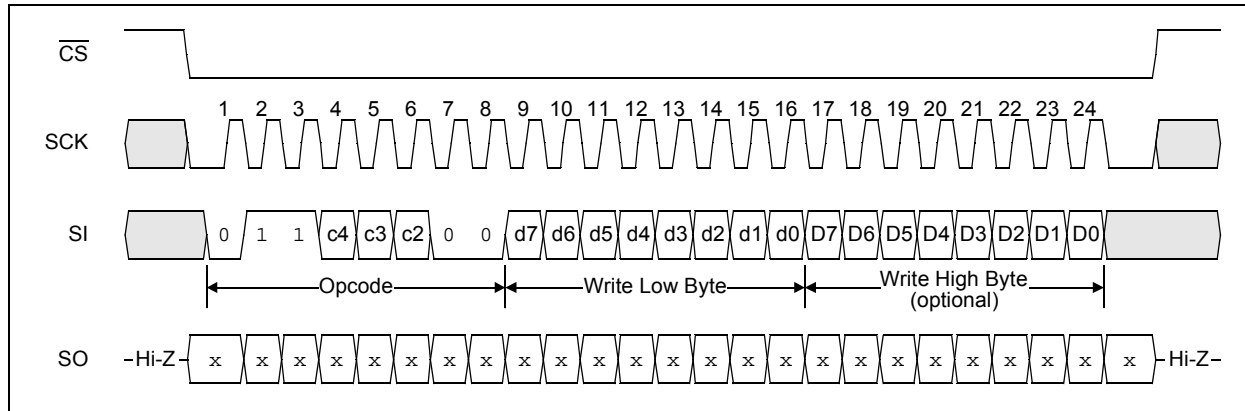 CS
1 2 3 4 5 6 7 8 9 10 11 12 13 14 15 16 17 18 19 20 21 22 23 24
SCK
SI 0 1 1 c4 c3 c2 0 0 d7 d6 d5 d4 d3 d2 d1 d0 D7 D6 D5 D4 D3 D2 D1 D0
Opcode Write Low Byte Write High Byte
(optional)
SO Hi-Z x x x x x x x x x x x x x x x x x x x x x x x x x Hi-Z